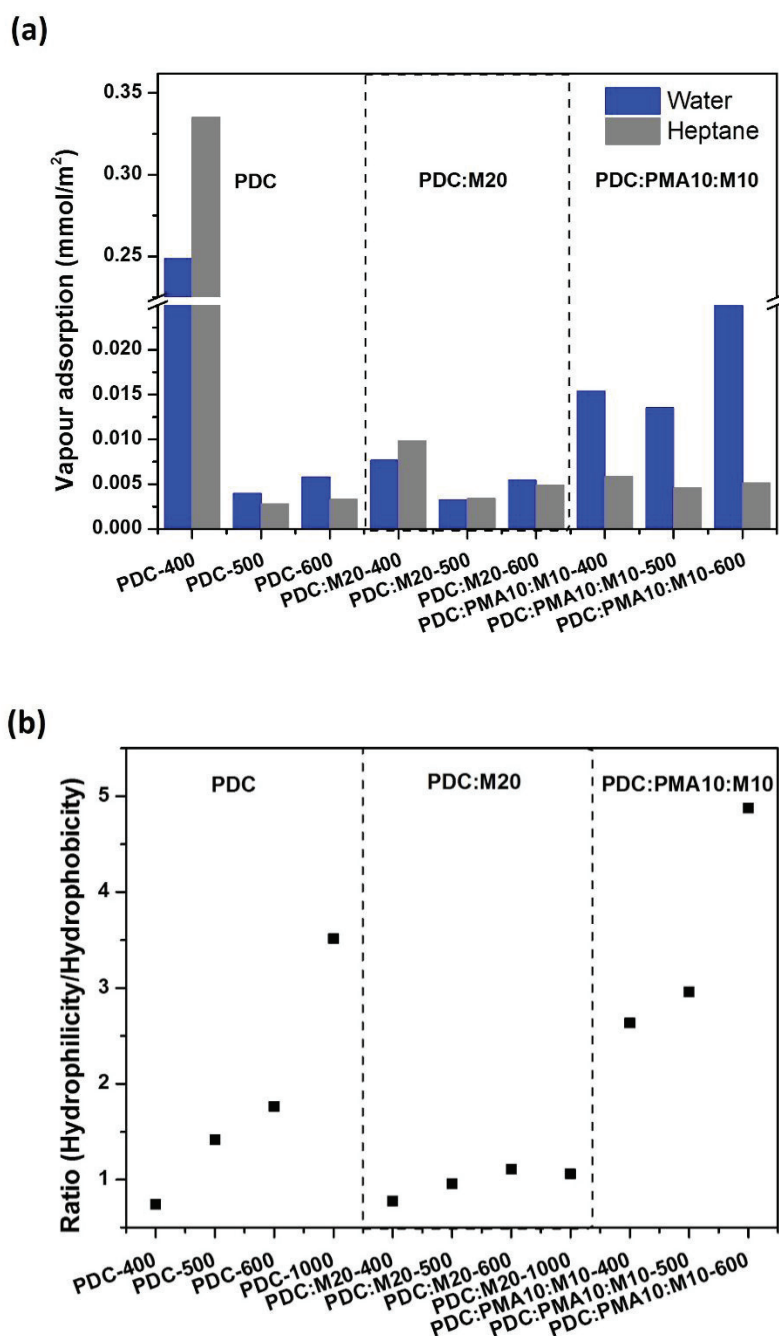 (a)
Vapour adsorption (mmol/m²)
0.35
0.30
0.25
0.020
0.015
0.010
0.005
0.000
Water
Heptane
PDC
PDC:M20
PDC:PMA10:M10
PDC-400
PDC-500
PDC-600
PDC:M20-400
PDC:M20-500
PDC:M20-600
PDC:PMA10:M10-400
PDC:PMA10:M10-500
PDC:PMA10:M10-600
(b)
Ratio (Hydrophilicity/Hydrophobicity)
5
4
3
2
1
PDC
PDC:M20
PDC:PMA10:M10
PDC-400
PDC-500
PDC-600
PDC-1000
PDC:M20-400
PDC:M20-500
PDC:M20-600
PDC:M20-1000
PDC:PMA10:M10-400
PDC:PMA10:M10-500
PDC:PMA10:M10-600